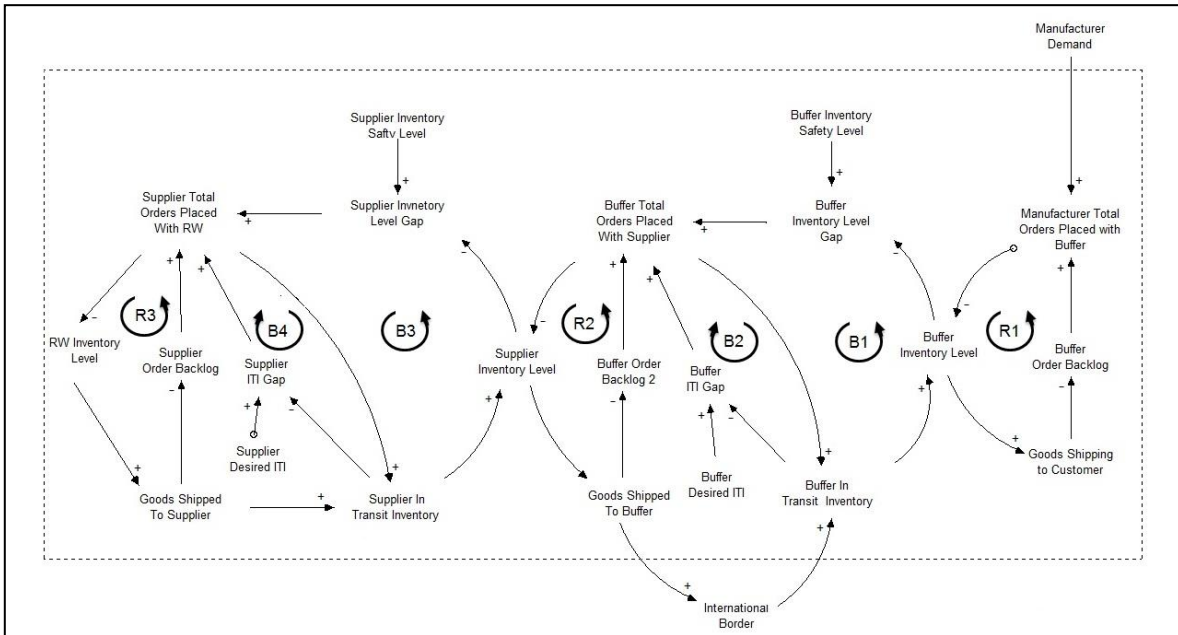 Manufacturer
Demand
Supplier Inventory
Safty Level
Buffer Inventory
Safety Level
+
+
+
Supplier Total
Orders Placed
With RW
+
Supplier Invnetory
Level Gap
Buffer Total
Orders Placed
With Supplier
+
Buffer
Inventory Level
Gap
Manufacturer Total
Orders Placed with
Buffer
+
+
–
+
+
–
+
–
R3
B4
B3
R2
B2
B1
R1
–
–
RW Inventory
Level
Supplier
Order Backlog
Supplier
ITI Gap
Supplier
Inventory Level
Buffer Order
Backlog 2
Buffer
ITI Gap
Buffer
Inventory Level
Buffer
Order Backlog
–
+
–
+
–
+
–
+
–
Supplier
Desired ITI
+
+
Buffer
Desired ITI
+
+
Goods Shipping
to Customer
Goods Shipped
To Supplier
+
Supplier In
Transit Inventory
Goods Shipped
To Buffer
Buffer In
Transit Inventory
+
+
International
Border